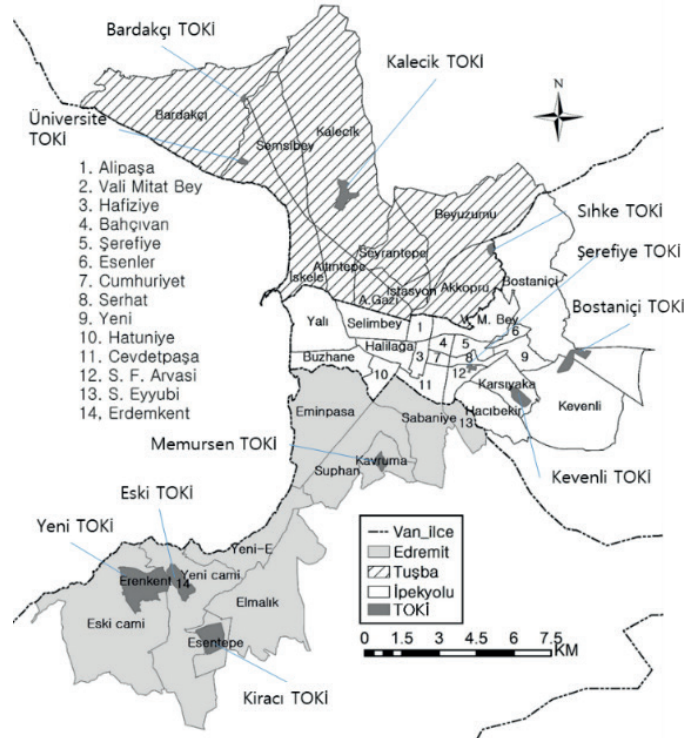 Bardakçı TOKİ
Kalecik TOKİ
N
Üniversite
TOKİ
Bardakçı
Semsibey
Kalecik
1. Alipaşa
2. Vali Mitat Bey
3. Hafiziye
4. Bahçıvan
5. Şerefiye
6. Esenler
7. Cumhuriyet
8. Serhat
9. Yeni
10. Hatuniye
11. Cevdetpaşa
12. S. F. Arvasi
13. S. Eyyubi
14, Erdemkent
Beyuzumu
Sıhke TOKİ
Şerefiye TOKİ
Seyrantepe
Altıntepe
İskele
İstasyon
A.Gazi
Akkopru
Bostaniçi
Bostaniçi TOKİ
V. M. Bey
6
Yalı
Selimbey
1
4
5
Halilağa
3
7
8
9
Buzhane
10
11
12
Karsıyaka
Hacıbekir
Kevenli
Eminpasa
Sabaniye
13
Memursen TOKİ
Suphan
Kavruma
Kevenli TOKİ
Eski TOKİ
Yeni TOKİ
Yeni-E
Erenkent
14
Yeni cami
Elmalık
Eski cami
Esentepe
Kiracı TOKİ
Van_ilce
Edremit
Tuşba
İpekyolu
TOKİ
0 1.5 3 4.5 6 7.5
KM